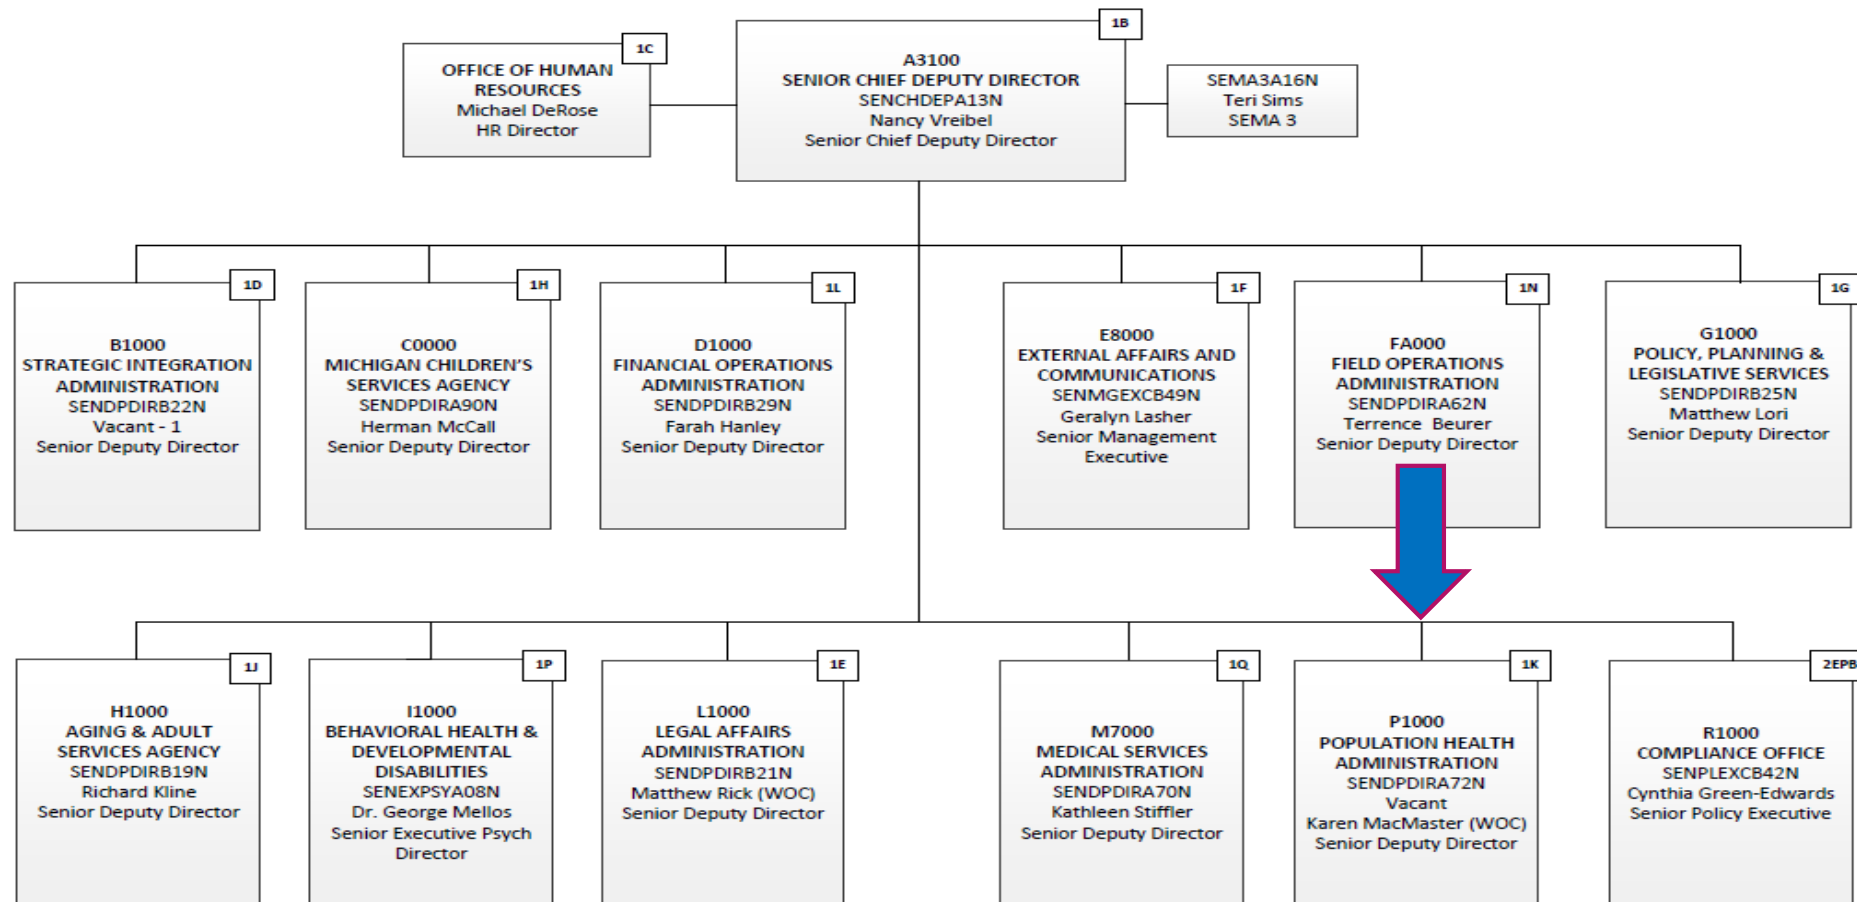 1C
OFFICE OF HUMAN
RESOURCES
Michael DeRose
HR Director
1B
A3100
SENIOR CHIEF DEPUTY DIRECTOR
SENCHDEPA13N
Nancy Vreibel
Senior Chief Deputy Director
SEMA3A16N
Teri Sims
SEMA 3
1D
B1000
STRATEGIC INTEGRATION
ADMINISTRATION
SENDPDIRB22N
Vacant - 1
Senior Deputy Director
1H
C0000
MICHIGAN CHILDREN'S
SERVICES AGENCY
SENDPDIRA90N
Herman McCall
Senior Deputy Director
1L
D1000
FINANCIAL OPERATIONS
ADMINISTRATION
SENDPDIRB29N
Farah Hanley
Senior Deputy Director
1F
E8000
EXTERNAL AFFAIRS AND
COMMUNICATIONS
SENMGEXCB49N
Geralyn Lasher
Senior Management
Executive
1N
FA000
FIELD OPERATIONS
ADMINISTRATION
SENDPDIRA62N
Terrence Beurer
Senior Deputy Director
1G
G1000
POLICY, PLANNING &
LEGISLATIVE SERVICES
SENDPDIRB25N
Matthew Lori
Senior Deputy Director
1J
H1000
AGING & ADULT
SERVICES AGENCY
SENDPDIRB19N
Richard Kline
Senior Deputy Director
1P
I1000
BEHAVIORAL HEALTH &
DEVELOPMENTAL
DISABILITIES
SENEXPSYA08N
Dr. George Mellos
Senior Executive Psych
Director
1E
L1000
LEGAL AFFAIRS
ADMINISTRATION
SENDPDIRB21N
Matthew Rick (WOC)
Senior Deputy Director
1Q
M7000
MEDICAL SERVICES
ADMINISTRATION
SENDPDIRA70N
Kathleen Stiffler
Senior Deputy Director
1K
P1000
POPULATION HEALTH
ADMINISTRATION
SENDPDIRA72N
Vacant
Karen MacMaster (WOC)
Senior Deputy Director
2EPB
R1000
COMPLIANCE OFFICE
SENPLEXCB42N
Cynthia Green-Edwards
Senior Policy Executive